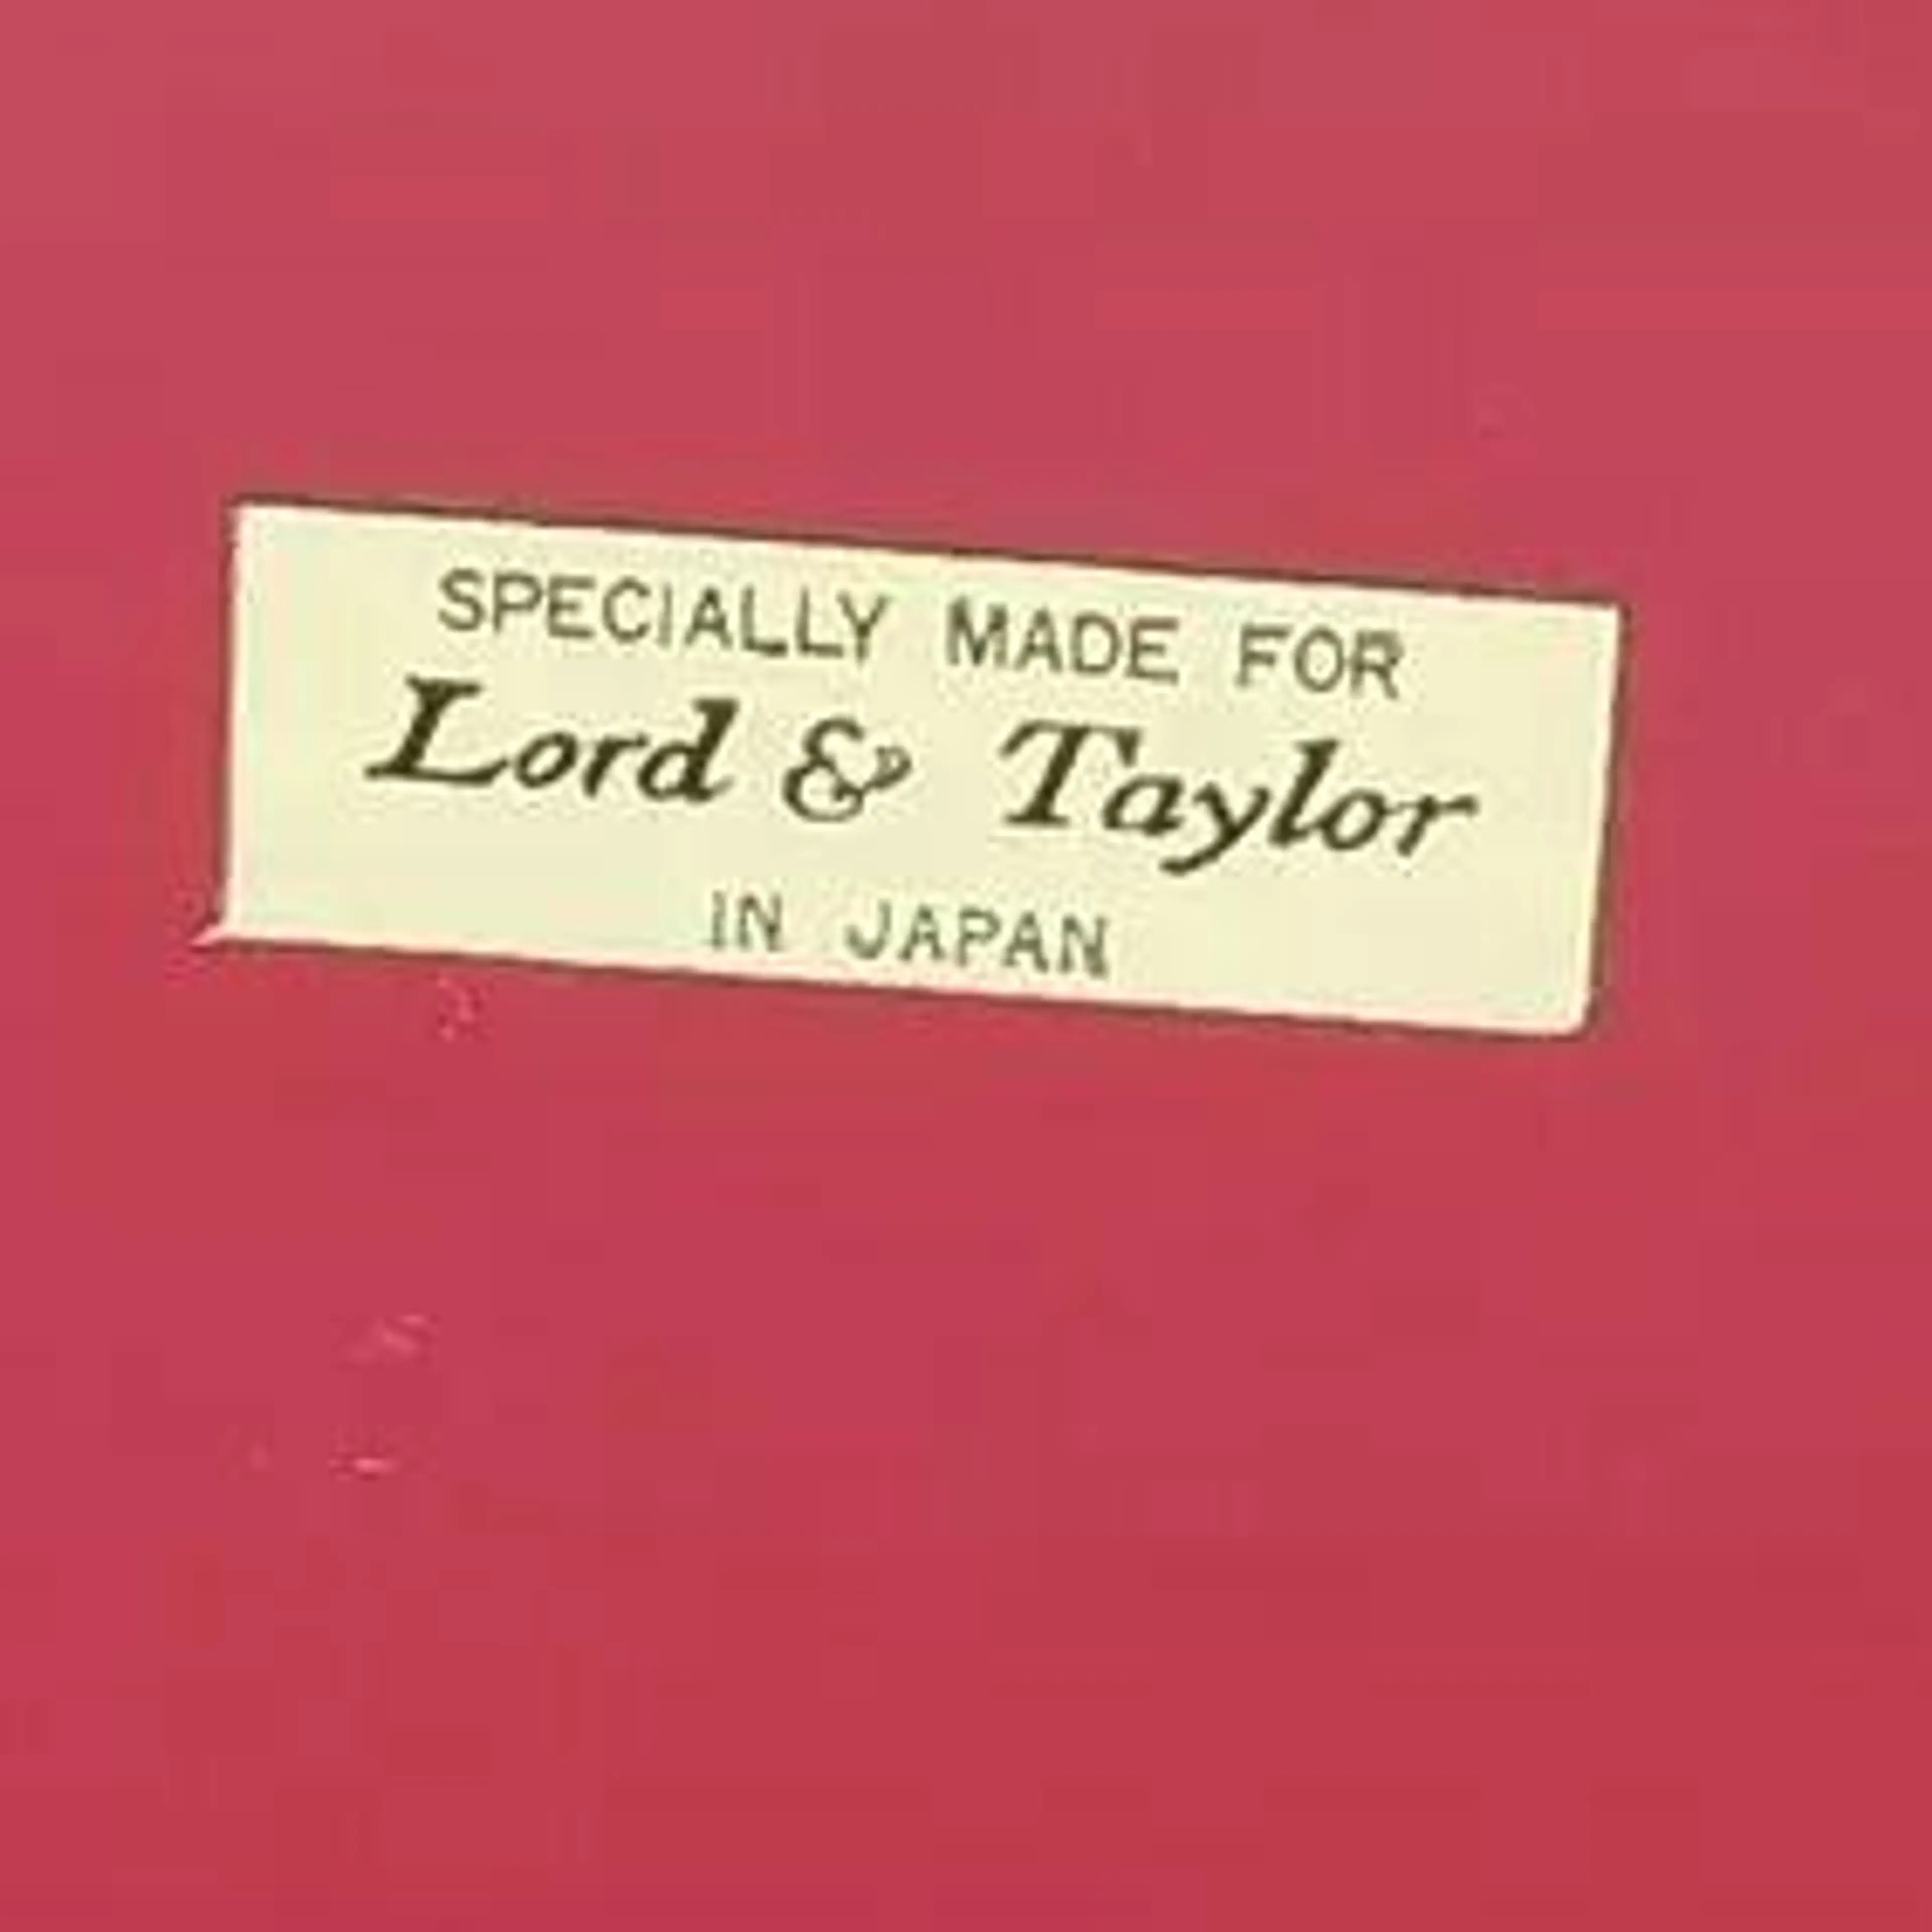 SPECIALLY MADE FOR
Lord & Taylor
IN JAPAN